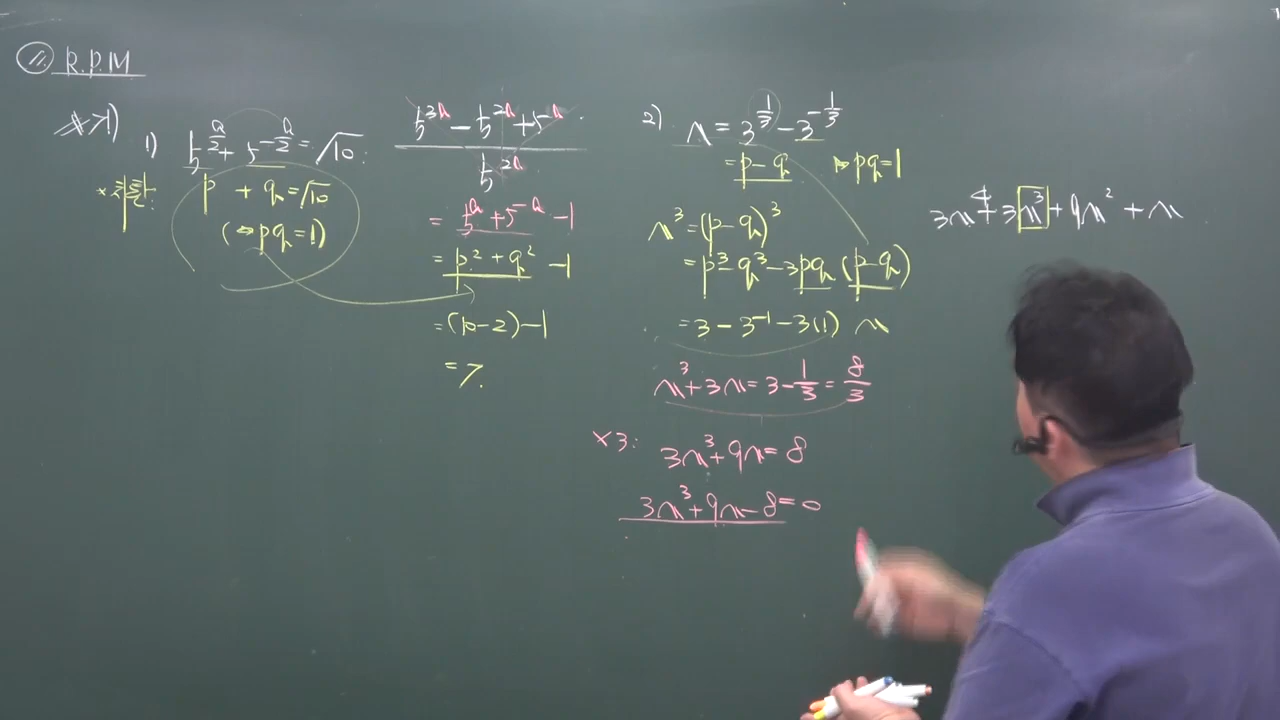 R.P.M
1)
5^{a/2} + 5^{-a/2} = √10
p + q = √10
(pq = 1)
\frac{5^{3a} - 5^{2a} + 5^{a}}{5^{2a}}
= 5^a + 5^{-a} - 1
= p² + q² - 1
= (10 - 2) - 1
= 7.
2) x = 3^{1/3} - 3^{-1/3}
= p - q pq = 1
x³ = (p - q)³
= p³ - q³ - 3pq (p - q)
= 3 - 3^{-1} - 3(1) x
x³ + 3x = 3 - 1/3 = 8/3
×3: 3x³ + 9x = 8
3x³ + 9x - 8 = 0
3x⁴ + 3x³ + 9x² + x